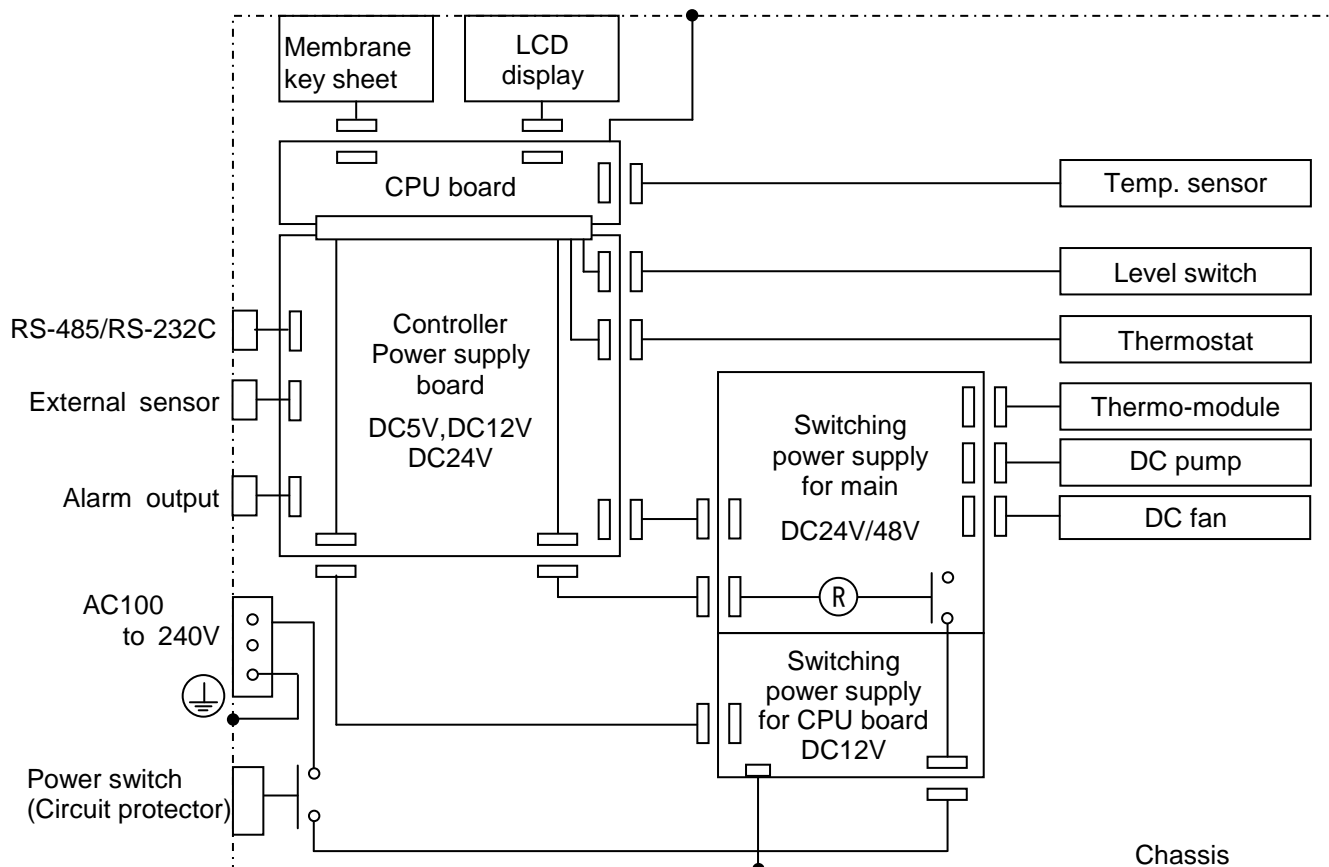 Membrane
key sheet
LCD
display
CPU board
Temp. sensor
Level switch
RS-485/RS-232C
Controller
Power supply
board
DC5V,DC12V
DC24V
Thermostat
External sensor
Switching
power supply
for main
DC24V/48V
Thermo-module
DC pump
DC fan
Alarm output
R
AC100
to 240V
Switching
power supply
for CPU board
DC12V
Power switch
(Circuit protector)
Chassis